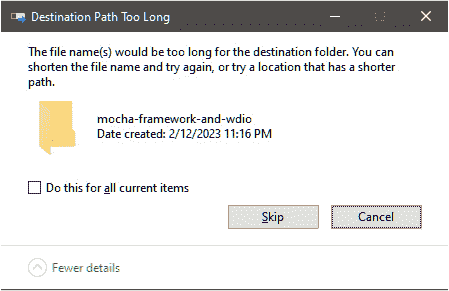 Destination Path Too Long
The file name(s) would be too long for the destination folder. You can
shorten the file name and try again, or try a location that has a shorter
path.
mocha-framework-and-wdio
Date created: 2/12/2023 11:16 PM
Do this for all current items
Skip
Cancel
Fewer details